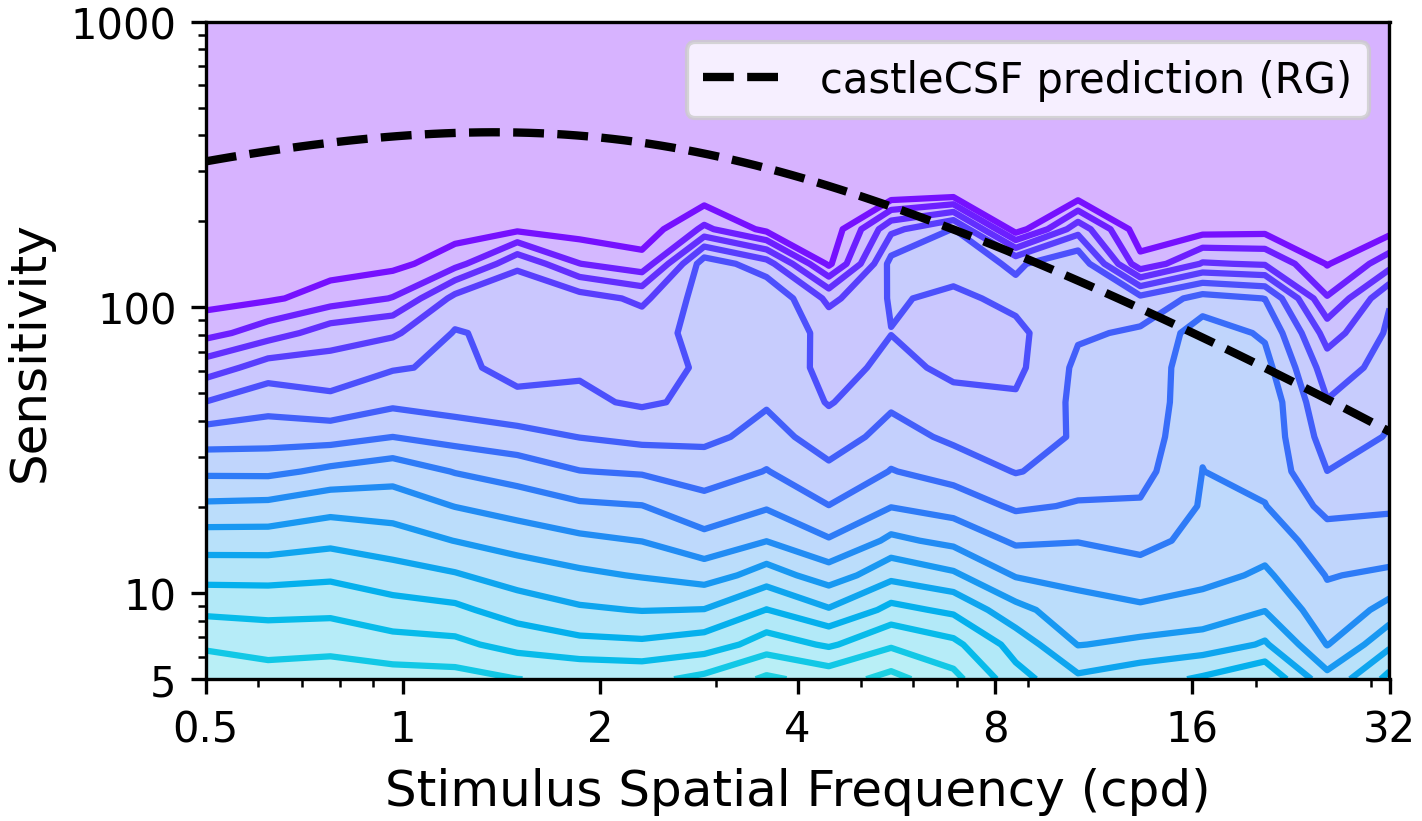 1000
100
10
5
Sensitivity
castleCSF prediction (RG)
0.5 1 2 4 8 16 32
Stimulus Spatial Frequency (cpd)